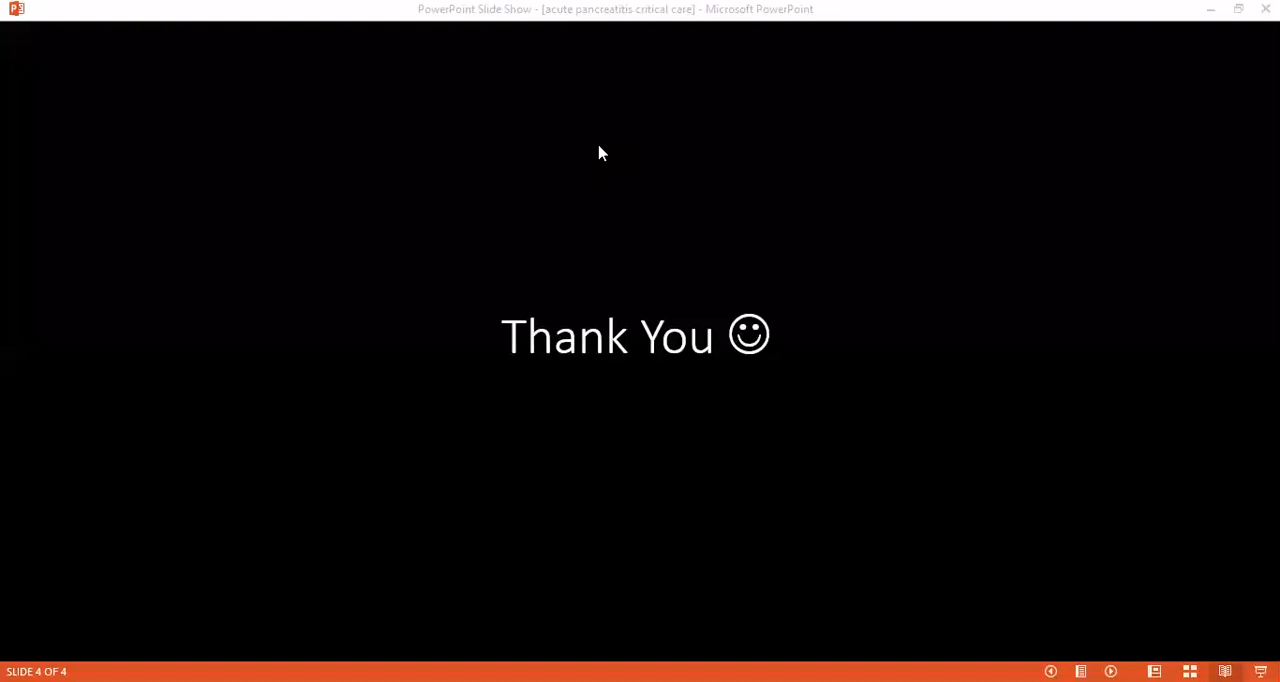 PowerPoint Slide Show - [acute pancreatitis critical care] - Microsoft PowerPoint
Thank You ☺
SLIDE 4 OF 4